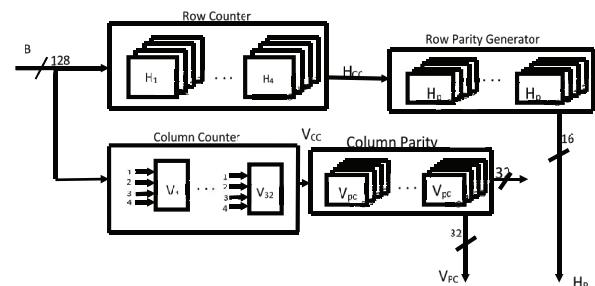 Row Counter
Row Parity Generator
B
128
H1
. . .
H4
HCC
Hp
. . .
Hp
16
Column Counter
VCC
Column Parity
32
1
2
3
4
V1
. . .
1
2
3
4
V32
Vpc
. . .
Vpc
32
VPC
HP